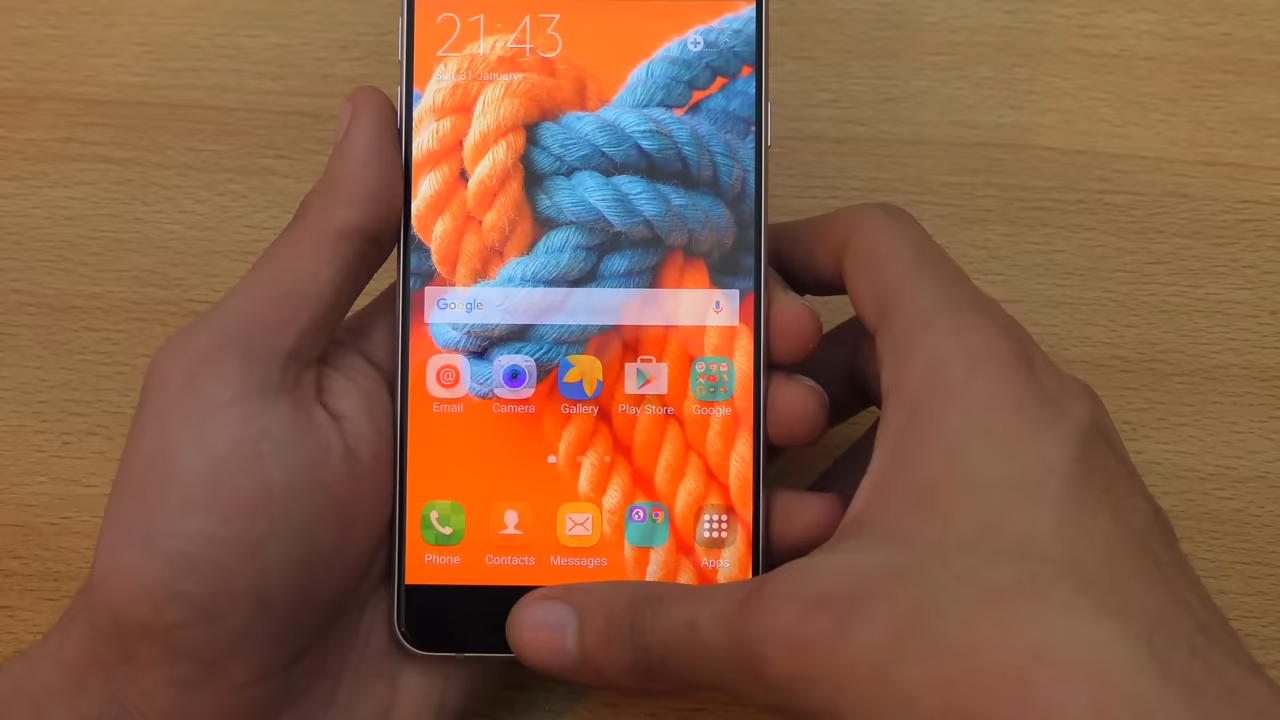 21:43
Sun, 31 January
Google
Email Camera Gallery Play Store Google
Phone Contacts Messages Apps